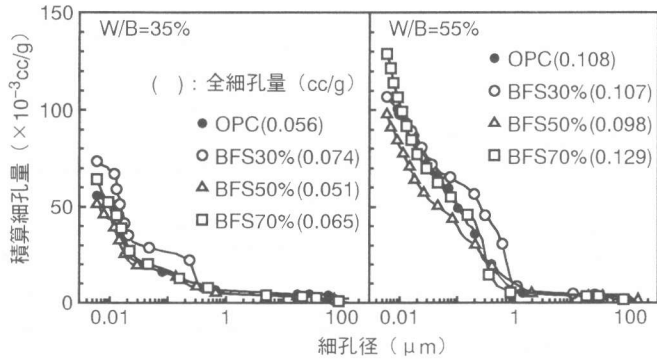 W/B=35%
( ) : 全細孔量 (cc/g)
OPC(0.056)
BFS30%(0.074)
BFS50%(0.051)
BFS70%(0.065)
W/B=55%
OPC(0.108)
BFS30%(0.107)
BFS50%(0.098)
BFS70%(0.129)
積算細孔量 (×10⁻³cc/g)
150
100
50
0
0.01 1 100 0.01 1 100
細孔径 (μm)